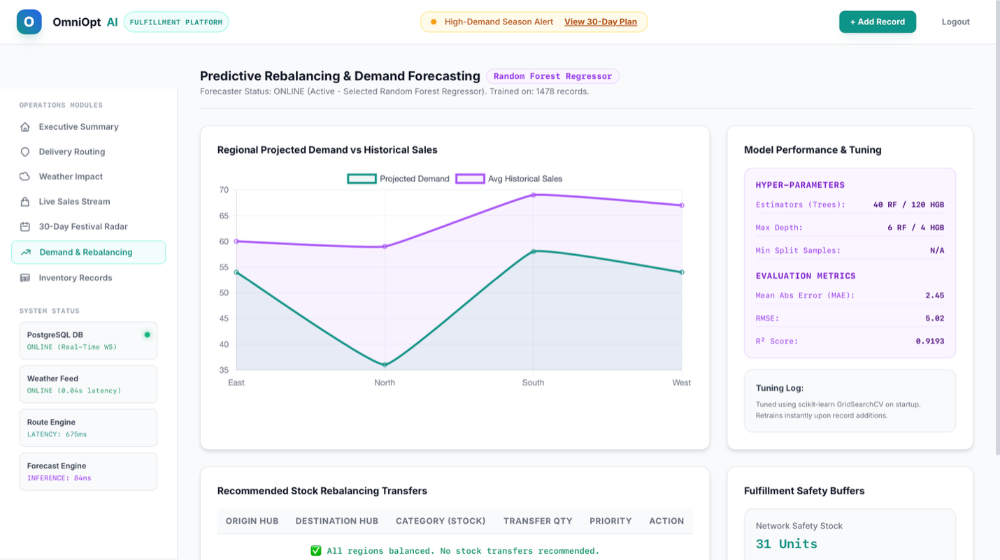 O
OmniOpt AI
FULFILLMENT PLATFORM
High-Demand Season Alert View 30-Day Plan
+ Add Record
Logout
OPERATIONS MODULES
Executive Summary
Delivery Routing
Weather Impact
Live Sales Stream
30-Day Festival Radar
Demand & Rebalancing
Inventory Records
SYSTEM STATUS
PostgreSQL DB
ONLINE (Real-Time WS)
Weather Feed
ONLINE (0.04s latency)
Route Engine
LATENCY: 675ms
Forecast Engine
INFERENCE: 84ms
Predictive Rebalancing & Demand Forecasting Random Forest Regressor
Forecaster Status: ONLINE (Active - Selected Random Forest Regressor). Trained on: 1478 records.
Regional Projected Demand vs Historical Sales
Projected Demand Avg Historical Sales
70
65
60
55
50
45
40
35
East North South West
Model Performance & Tuning
HYPER-PARAMETERS
Estimators (Trees): 40 RF / 120 HGB
Max Depth: 6 RF / 4 HGB
Min Split Samples: N/A
EVALUATION METRICS
Mean Abs Error (MAE): 2.45
RMSE: 5.02
R² Score: 0.9193
Tuning Log:
Tuned using scikit-learn GridSearchCV on startup.
Retrains instantly upon record additions.
Recommended Stock Rebalancing Transfers
ORIGIN HUB DESTINATION HUB CATEGORY (STOCK) TRANSFER QTY PRIORITY ACTION
✅ All regions balanced. No stock transfers recommended.
Fulfillment Safety Buffers
Network Safety Stock
31 Units